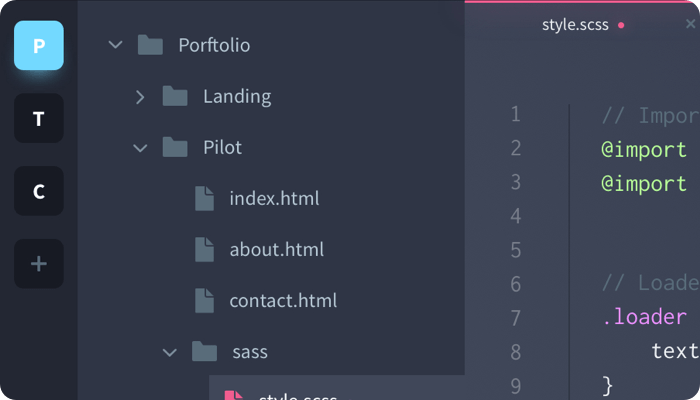 P
T
C
+
Porftolio
Landing
Pilot
index.html
about.html
contact.html
sass
style.scss
style.scss
1 // Impor
2 @import
3 @import
4
5
6 // Loade
7 .loader
8 text
9 }